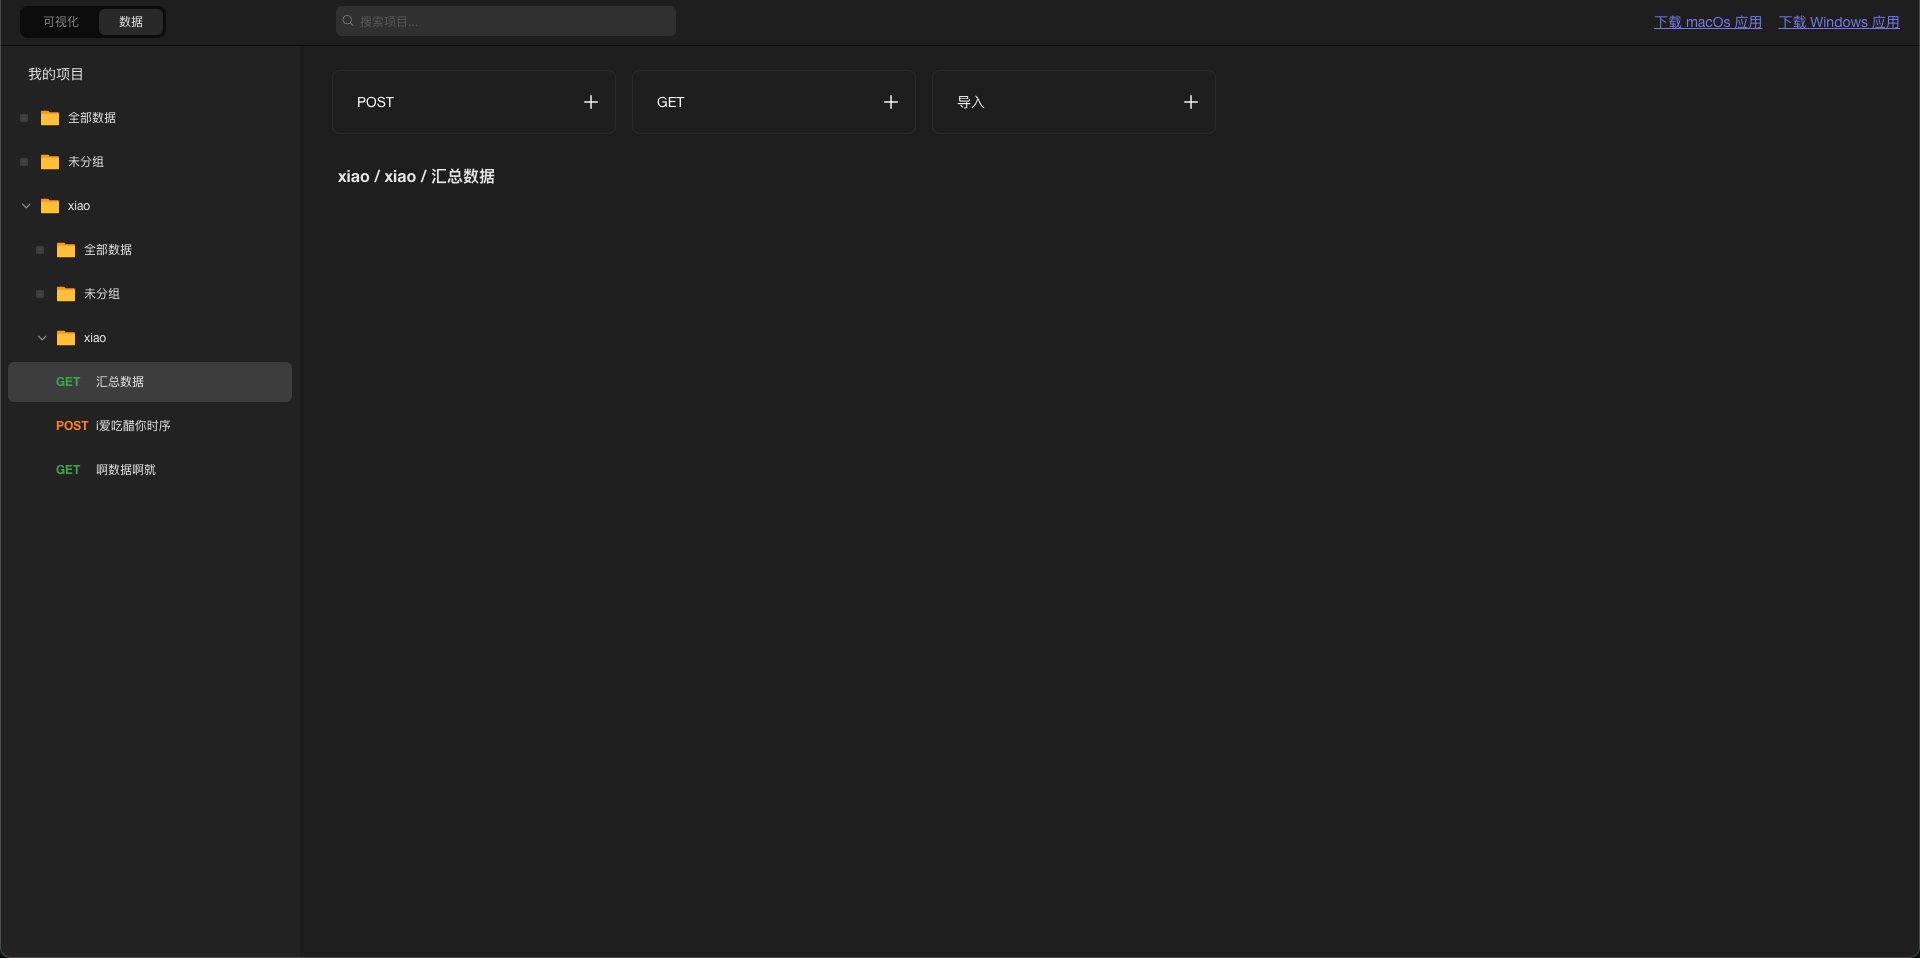 可视化 数据 搜索项目... 下载 macOs 应用 下载 Windows 应用
我的项目
全部数据
未分组
xiao
全部数据
未分组
xiao
GET 汇总数据
POST i爱吃醋你时序
GET 啊数据啊就
POST GET 导入
xiao / xiao / 汇总数据